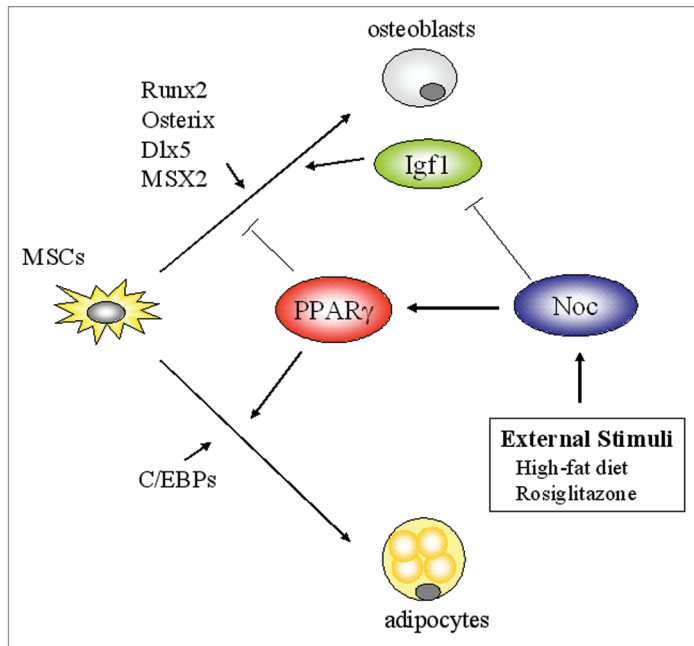 osteoblasts
Runx2
Osterix
Dlx5
MSX2
Igf1
MSCs
PPARγ
Noc
External Stimuli
High-fat diet
Rosiglitazone
C/EBPs
adipocytes